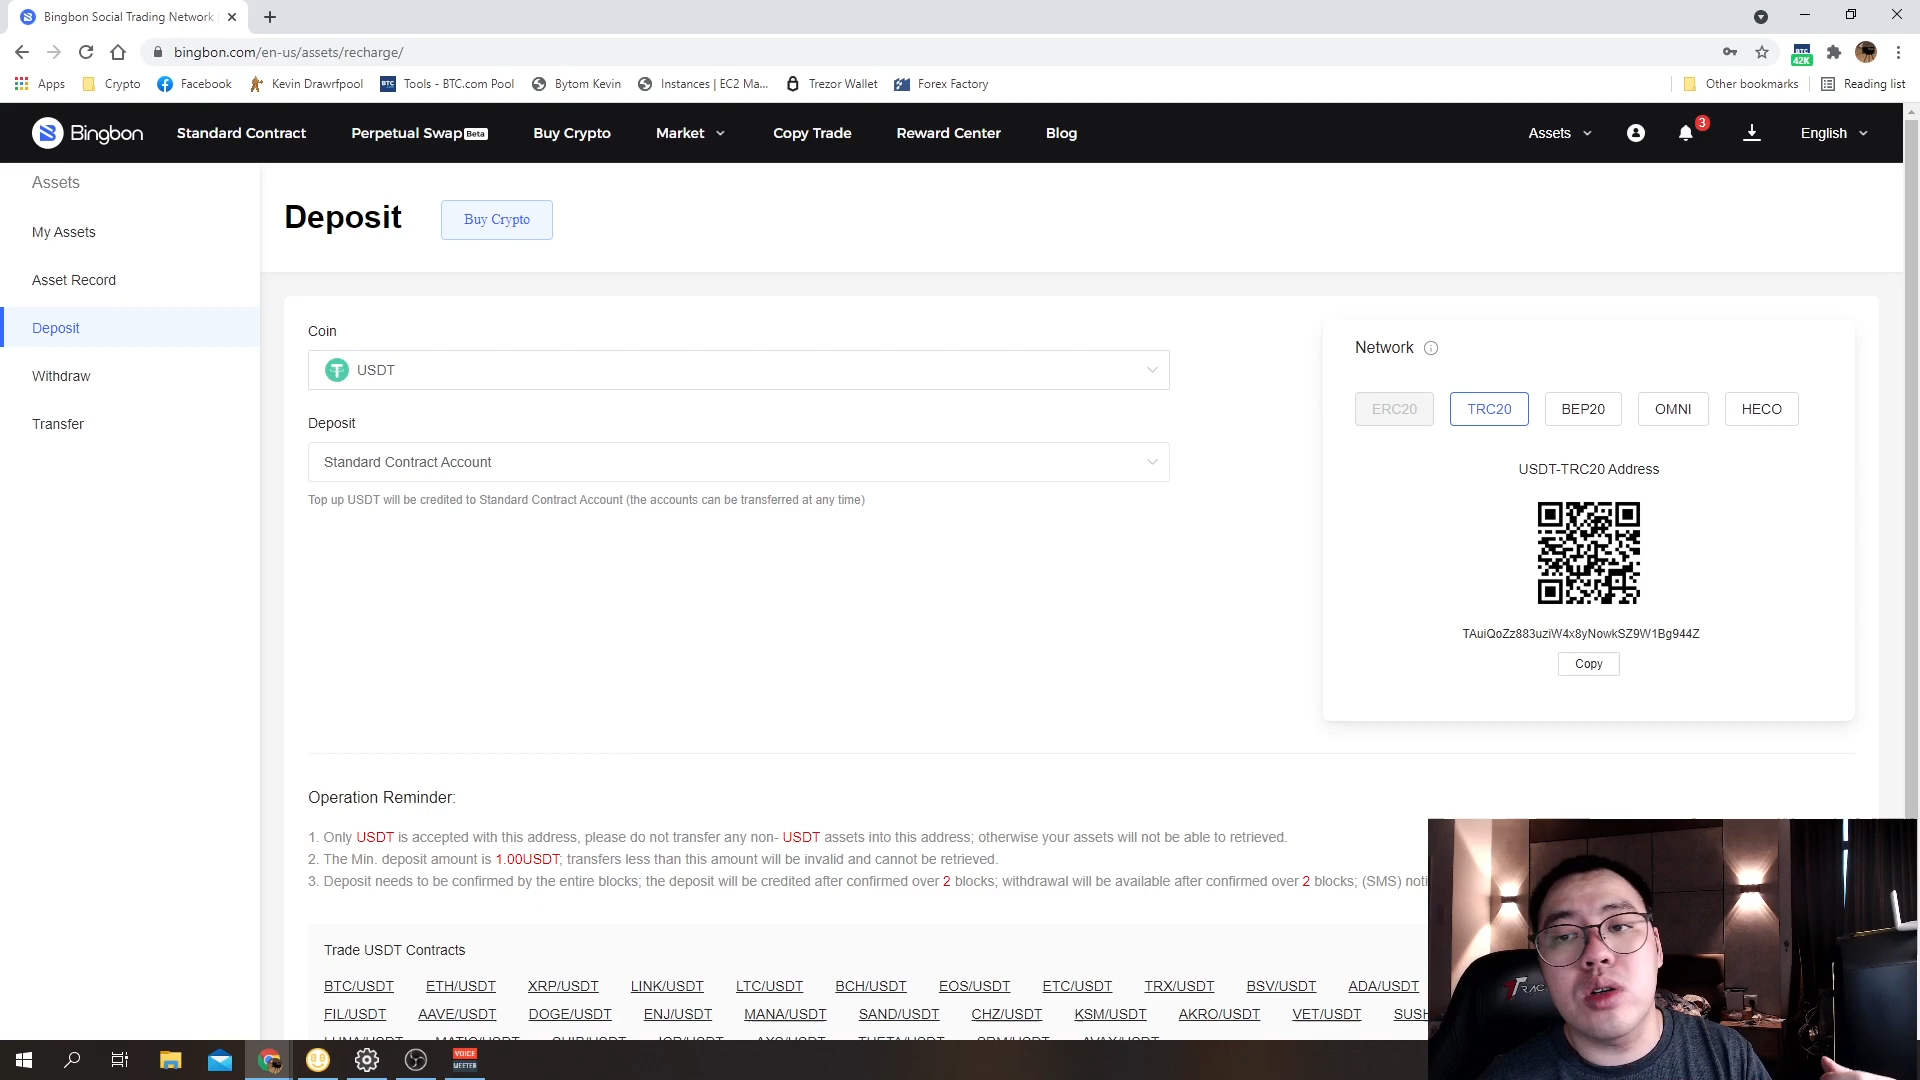 Bingbon Social Trading Network
bingbon.com/en-us/assets/recharge/
BTC
42K
Apps
Crypto
Facebook
Kevin Drawrfpool
BTC
Tools - BTC.com Pool
Bytom Kevin
Instances | EC2 Ma...
Trezor Wallet
Forex Factory
Other bookmarks
Reading list
Bingbon
Standard Contract
Perpetual Swap Beta
Buy Crypto
Market
Copy Trade
Reward Center
Blog
Assets
3
English
Assets
My Assets
Asset Record
Deposit
Withdraw
Transfer
Deposit
Buy Crypto
Coin
USDT
Deposit
Standard Contract Account
Top up USDT will be credited to Standard Contract Account (the accounts can be transferred at any time)
Network
ERC20 TRC20 BEP20 OMNI HECO
USDT-TRC20 Address
TAuiQoZz883uziW4x8yNowkSZ9W1Bg944Z
Copy
Operation Reminder:
1. Only USDT is accepted with this address, please do not transfer any non- USDT assets into this address; otherwise your assets will not be able to retrieved.
2. The Min. deposit amount is 1.00USDT; transfers less than this amount will be invalid and cannot be retrieved.
3. Deposit needs to be confirmed by the entire blocks; the deposit will be credited after confirmed over 2 blocks; withdrawal will be available after confirmed over 2 blocks; (SMS) noti
Trade USDT Contracts
BTC/USDT ETH/USDT XRP/USDT LINK/USDT LTC/USDT BCH/USDT EOS/USDT ETC/USDT TRX/USDT BSV/USDT ADA/USDT
FIL/USDT AAVE/USDT DOGE/USDT ENJ/USDT MANA/USDT SAND/USDT CHZ/USDT KSM/USDT AKRO/USDT VET/USDT SUSH
VOICE
MEETER